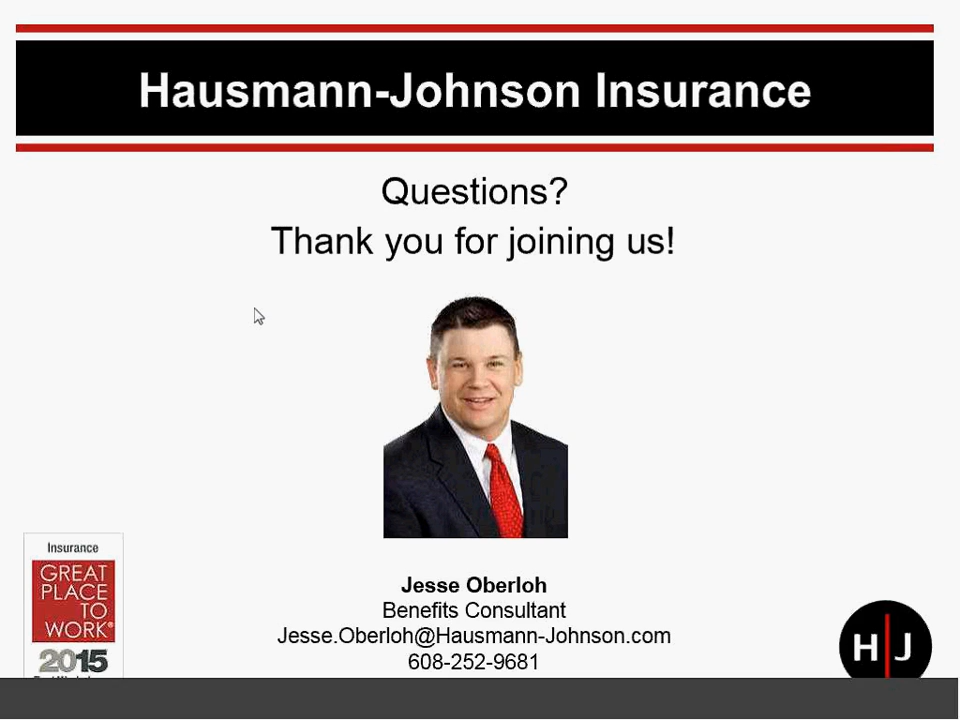 Hausmann-Johnson Insurance
Questions?
Thank you for joining us!
Insurance
GREAT
PLACE
TO
WORK®
2015
Jesse Oberloh
Benefits Consultant
Jesse.Oberloh@Hausmann-Johnson.com
608-252-9681
H J